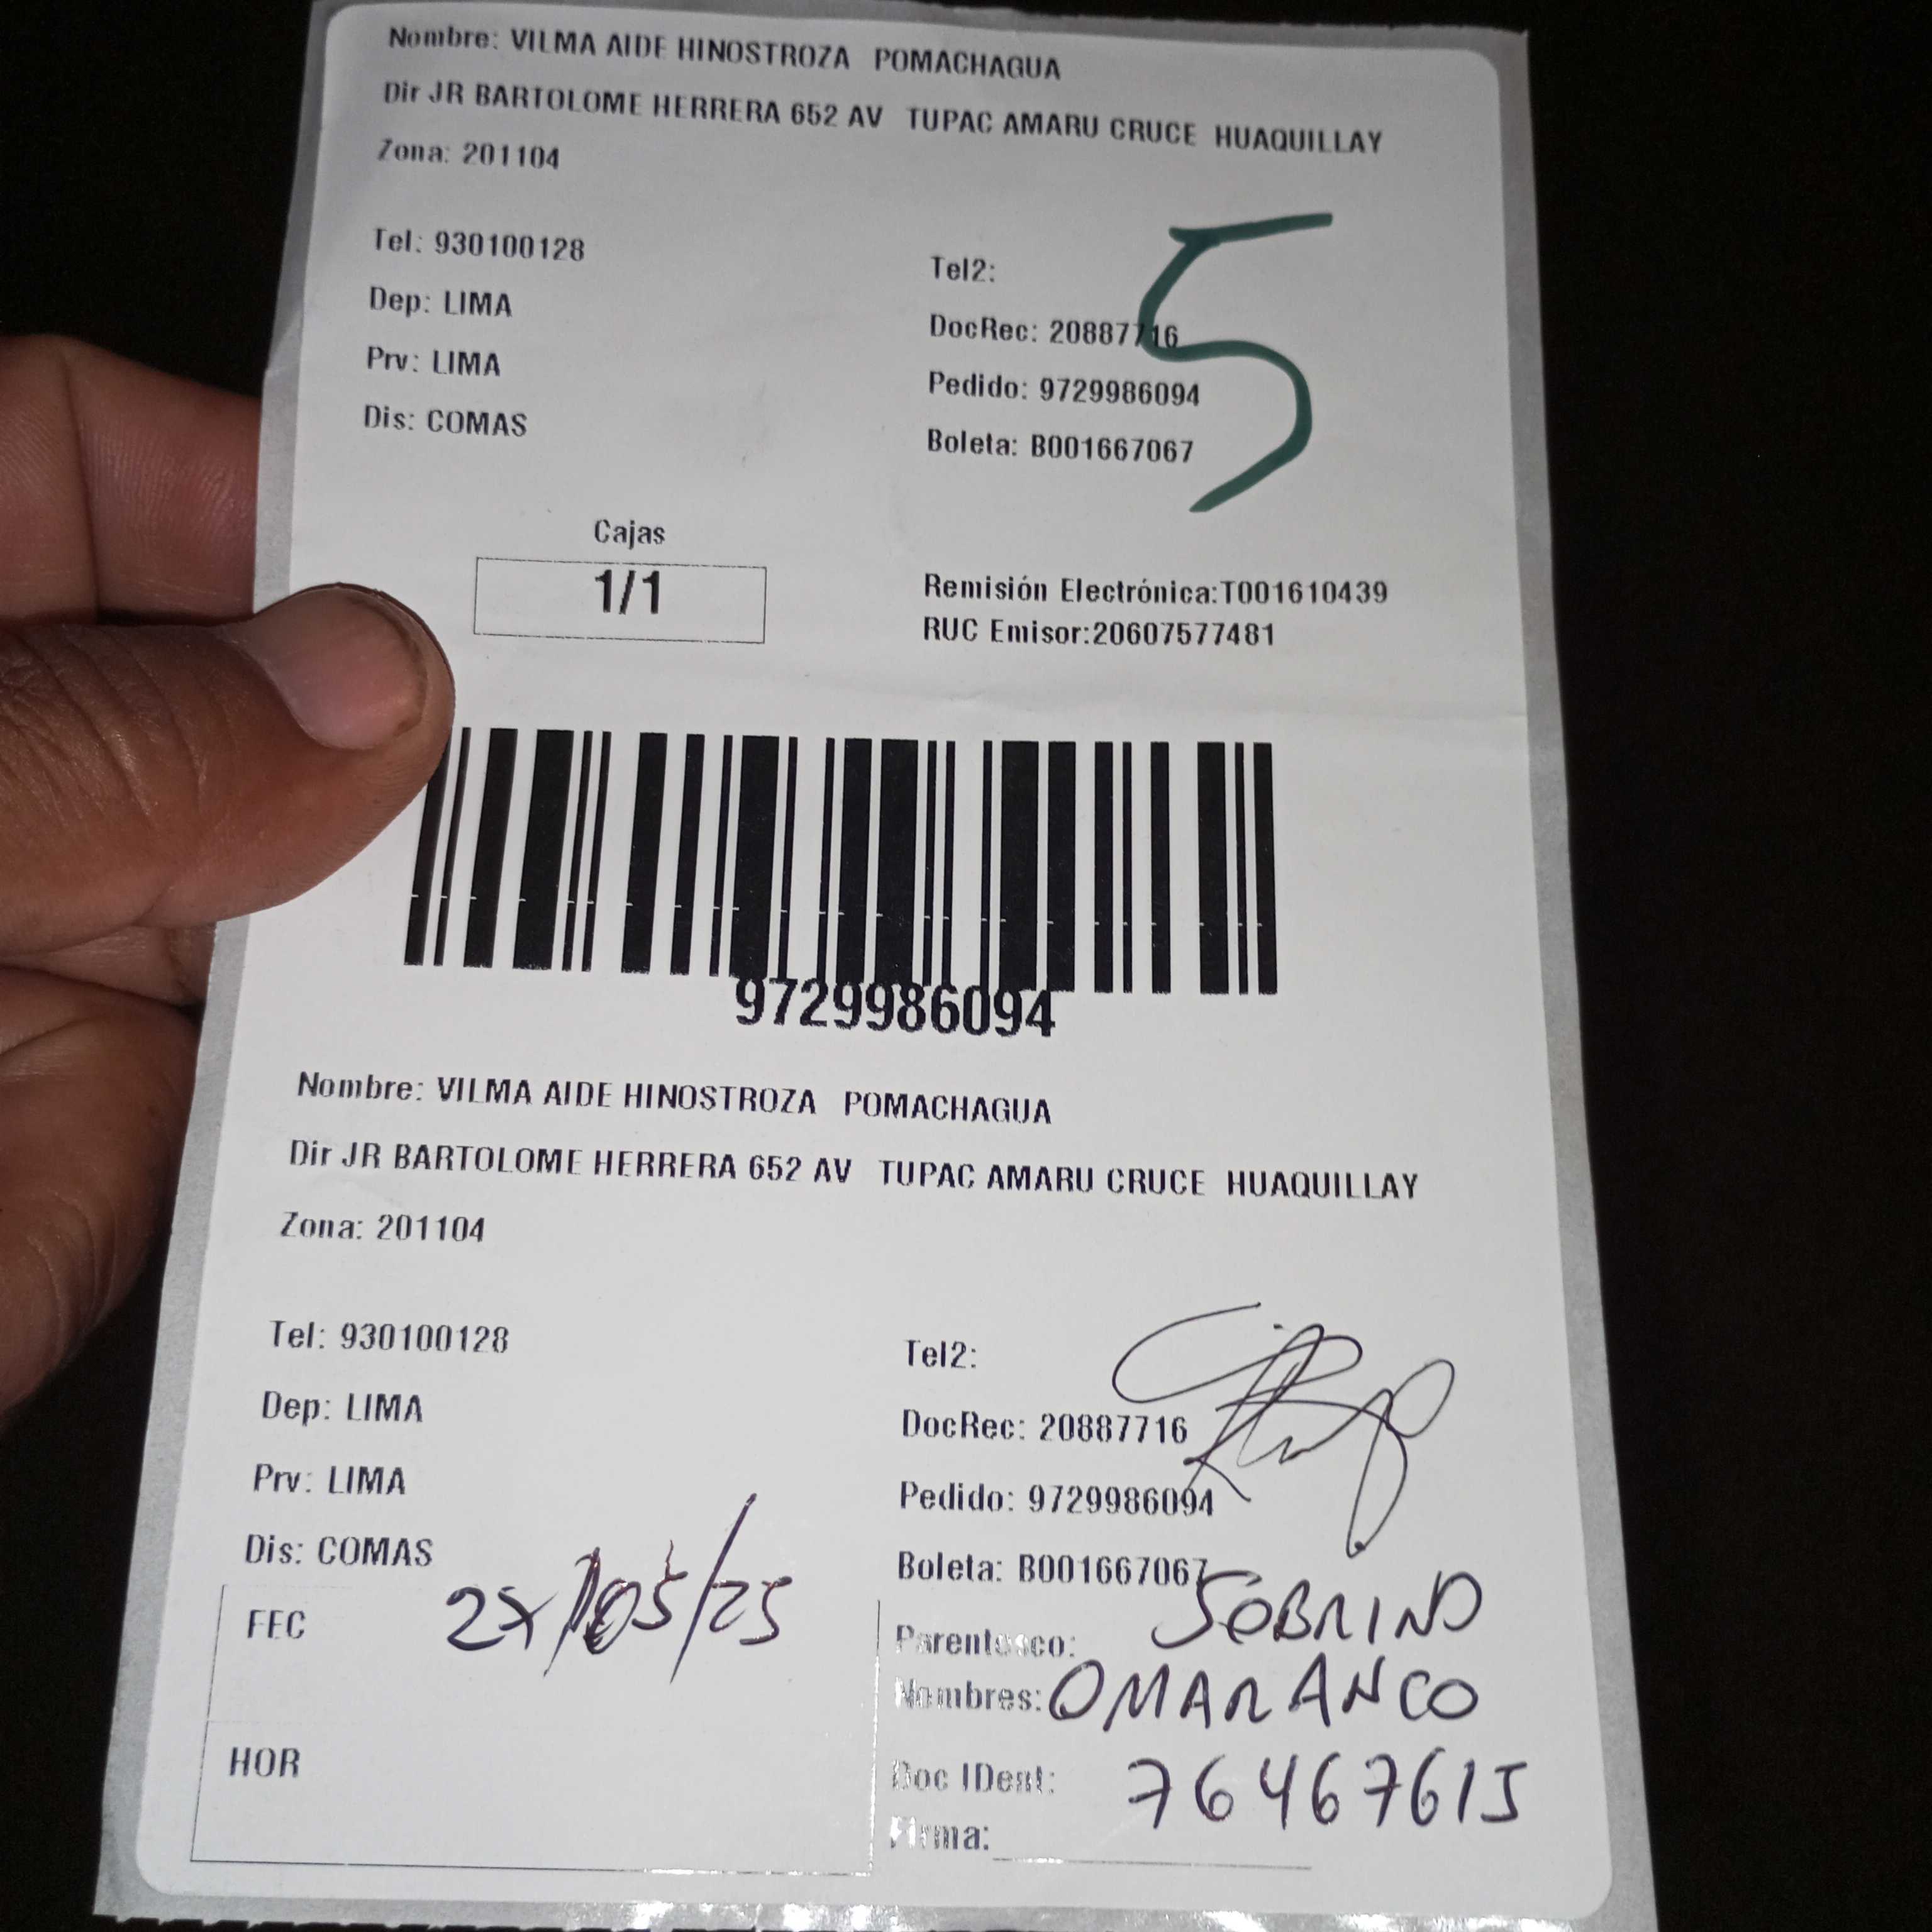 Nombre: VILMA AIDE HINOSTROZA POMACHAGUA
Dir JR BARTOLOME HERRERA 652 AV TUPAC AMARU CRUCE HUAQUILLAY
Zona: 201104
5
Tel: 930100128
Tel2:
Dep: LIMA
DocRec: 20887716
Prv: LIMA
Pedido: 9729986094
Dis: COMAS
Boleta: B001667067
Cajas
1/1
Remisión Electrónica:T001610439
RUC Emisor:20607577481
9729986094
Nombre: VILMA AIDE HINOSTROZA POMACHAGUA
Dir JR BARTOLOME HERRERA 652 AV TUPAC AMARU CRUCE HUAQUILLAY
Zona: 201104
Tel: 930100128
Tel2:
Dep: LIMA
DocRec: 20887716
Prv: LIMA
Pedido: 9729986094
Dis: COMAS
Boleta: B001667067
FEC
Parentesco: SOBRINO
Nombres: OMAR ANCO
HOR
Doc IDent: 76467615
Firma: